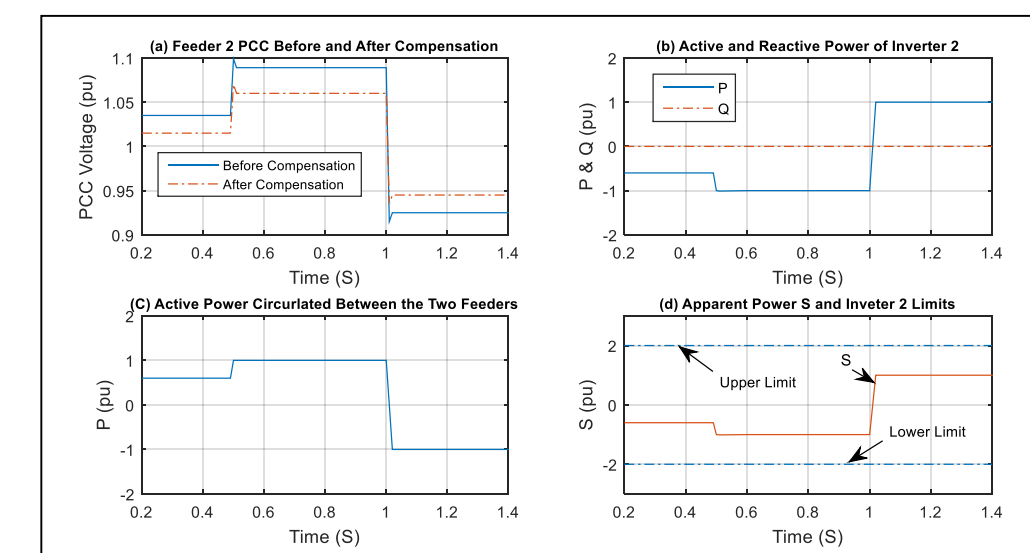 (a) Feeder 2 PCC Before and After Compensation
1.1
1.05
1
0.95
0.9
PCC Voltage (pu)
Before Compensation
After Compensation
0.2 0.4 0.6 0.8 1 1.2 1.4
Time (S)
(b) Active and Reactive Power of Inverter 2
2
1
0
-1
-2
P & Q (pu)
P
Q
0.2 0.4 0.6 0.8 1 1.2 1.4
Time (S)
(C) Active Power Circurlated Between the Two Feeders
2
1
0
-1
-2
P (pu)
0.2 0.4 0.6 0.8 1 1.2 1.4
Time (S)
(d) Apparent Power S and Inveter 2 Limits
2
0
-2
S (pu)
S
Upper Limit
Lower Limit
0.2 0.4 0.6 0.8 1 1.2 1.4
Time (S)